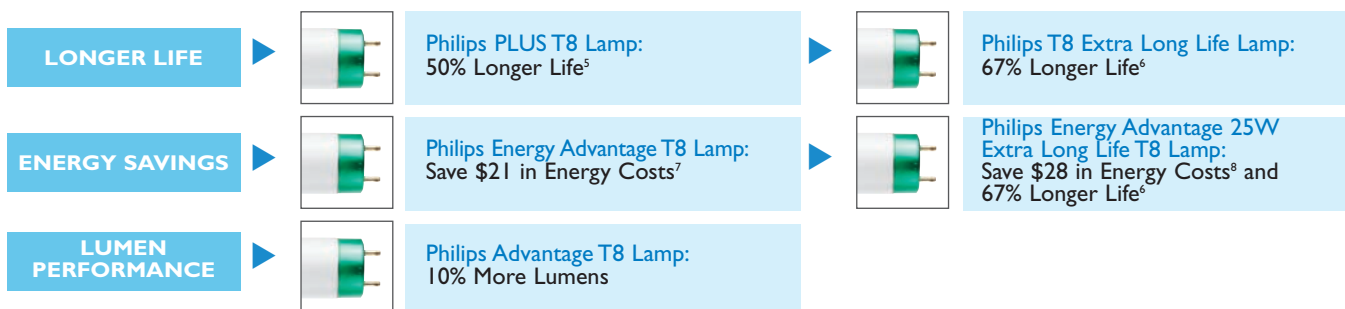 LONGER LIFE
Philips PLUS T8 Lamp:
50% Longer Life⁵
Philips T8 Extra Long Life Lamp:
67% Longer Life⁶
ENERGY SAVINGS
Philips Energy Advantage T8 Lamp:
Save $21 in Energy Costs⁷
Philips Energy Advantage 25W
Extra Long Life T8 Lamp:
Save $28 in Energy Costs⁸ and
67% Longer Life⁶
LUMEN
PERFORMANCE
Philips Advantage T8 Lamp:
10% More Lumens